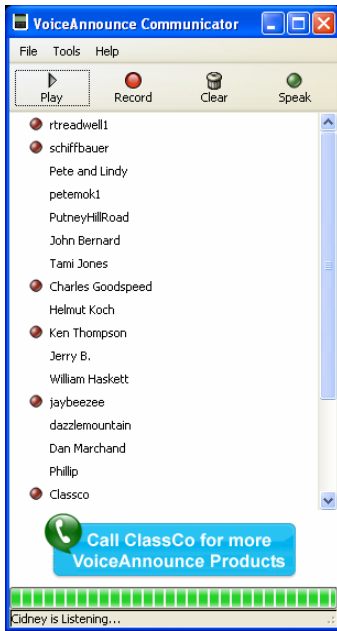 VoiceAnnounce Communicator
File Tools Help
Play Record Clear Speak
rtreadwell1
schiffbauer
Pete and Lindy
petemok1
PutneyHillRoad
John Bernard
Tami Jones
Charles Goodspeed
Helmut Koch
Ken Thompson
Jerry B.
William Haskett
jaybeezee
dazzlemountain
Dan Marchand
Phillip
Classco
Call ClassCo for more
VoiceAnnounce Products
Cidney is Listening...